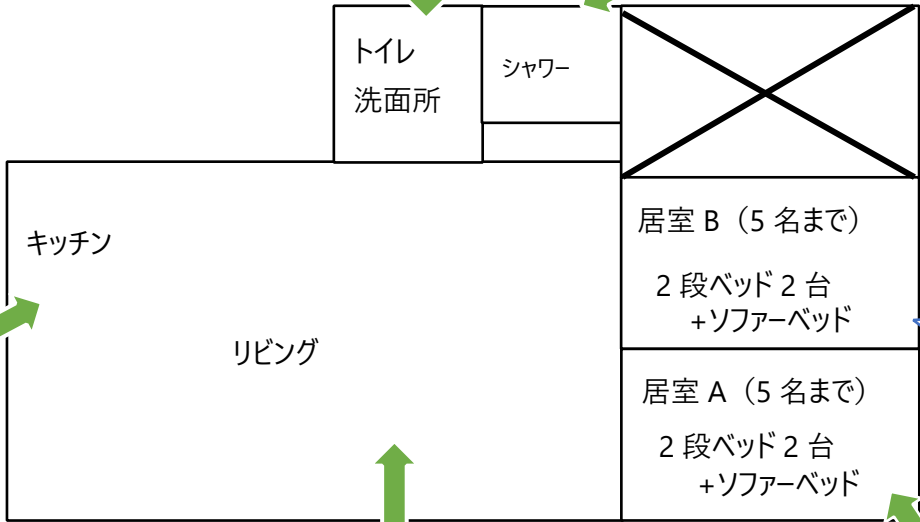 トイレ
洗面所
シャワー
キッチン
リビング
居室 B（5 名まで）
2 段ベッド 2 台
+ソファーベッド
居室 A（5 名まで）
2 段ベッド 2 台
+ソファーベッド